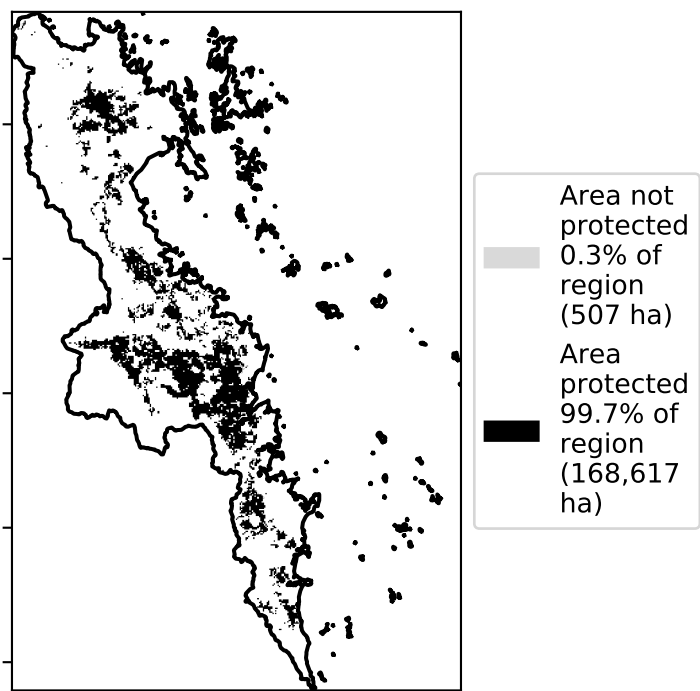 Area not
protected
0.3% of
region
(507 ha)
Area
protected
99.7% of
region
(168,617
ha)